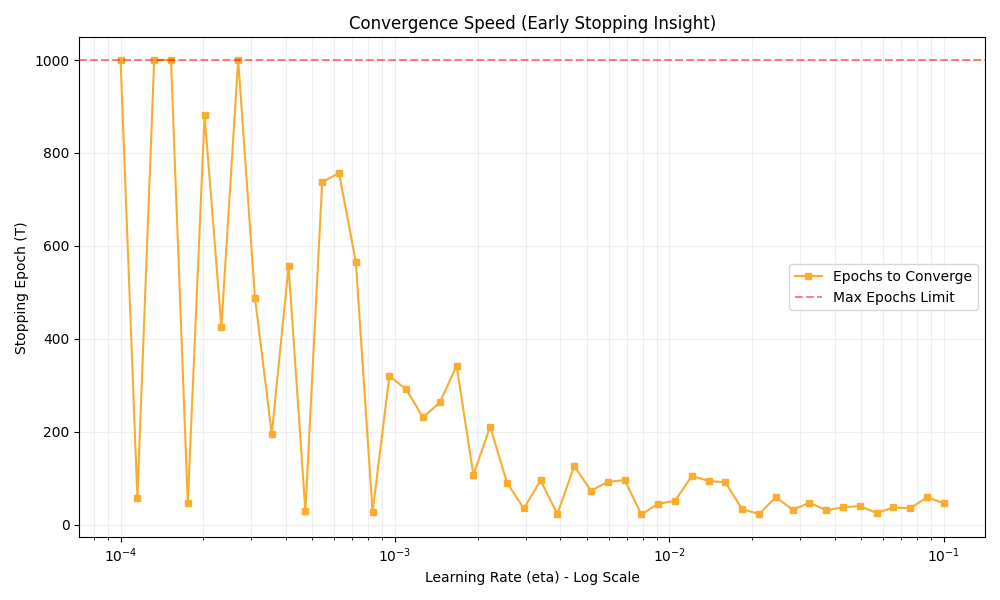 Convergence Speed (Early Stopping Insight)
Stopping Epoch (T)
1000
800
600
400
200
0
Epochs to Converge
Max Epochs Limit
10⁻⁴
10⁻³
10⁻²
10⁻¹
Learning Rate (eta) - Log Scale